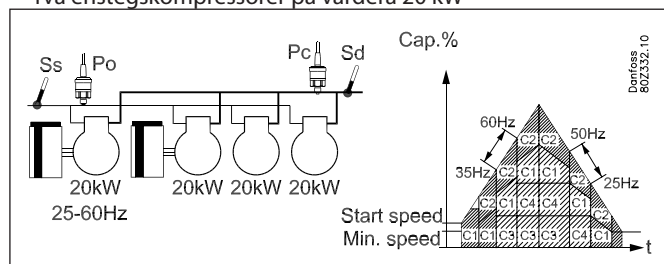 Två enstegskompressorer på vardera 20 kW
Ss Po Pc Sd
20kW 20kW 20kW 20kW
25-60Hz
Cap.%
Danfoss
80Z332.10
60Hz 50Hz
35Hz 25Hz
C2 C2
C2 C1 C1 C2
C2 C1 C4 C4 C1
C2
Start speed
Min. speed C1 C1 C3 C3 C3 C4 C1
t